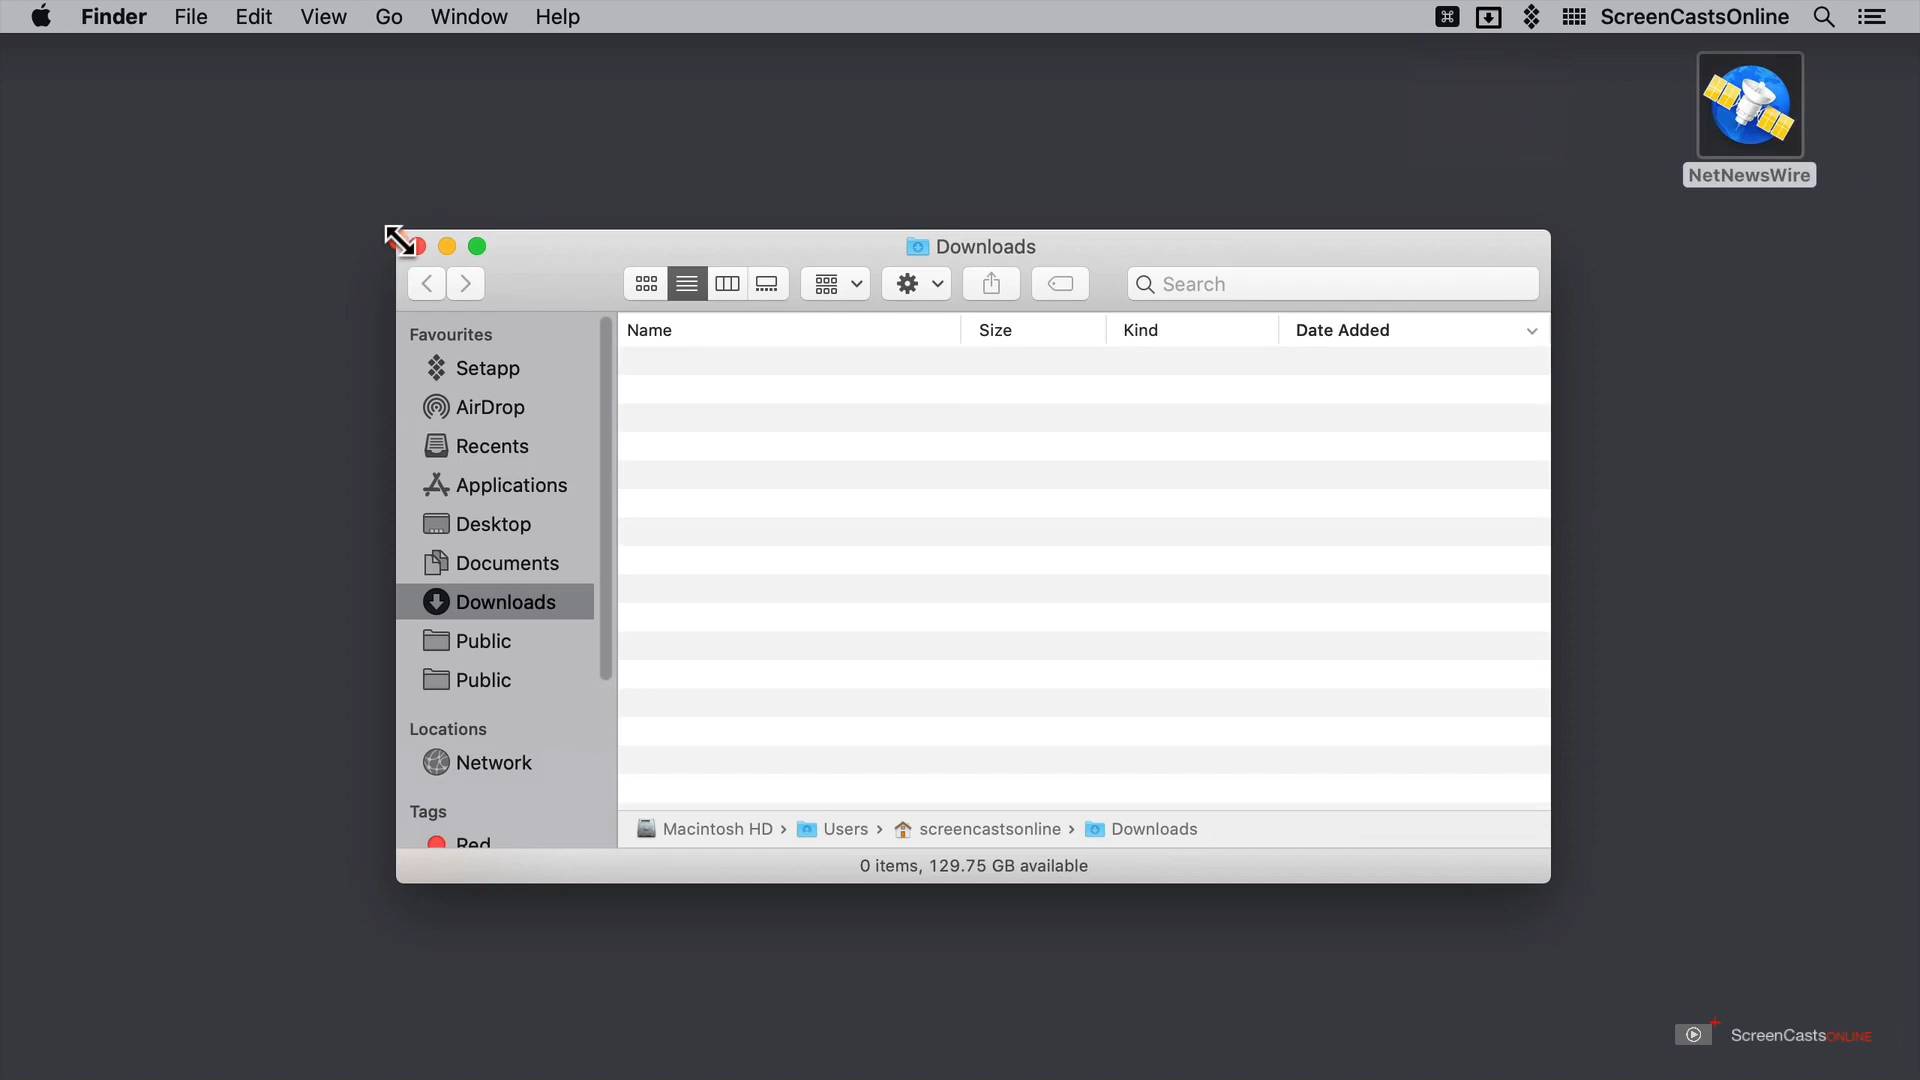 Finder File Edit View Go Window Help ScreenCastsOnline
NetNewsWire
Downloads
Search
Favourites
Setapp
AirDrop
Recents
Applications
Desktop
Documents
Downloads
Public
Public
Locations
Network
Tags
Red
Name Size Kind Date Added
Macintosh HD › Users › screencastsonline › Downloads
0 items, 129.75 GB available
ScreenCastsONLINE